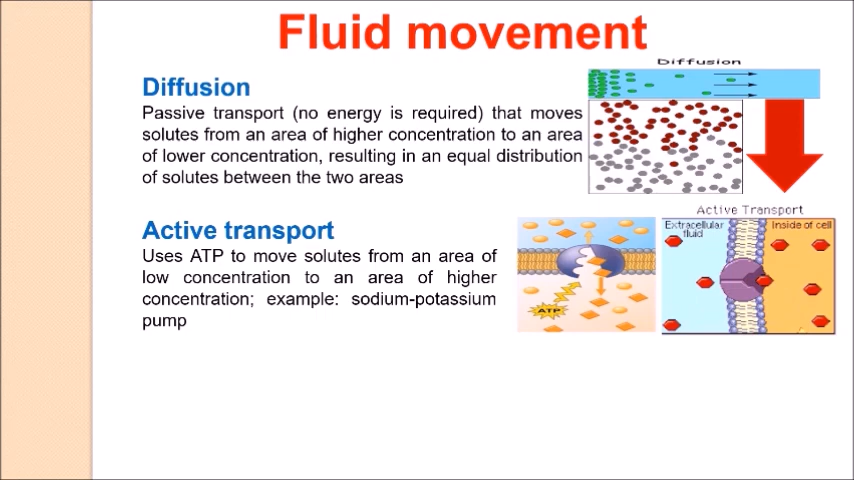 Fluid movement
Diffusion
Diffusion
Passive transport (no energy is required) that moves
solutes from an area of higher concentration to an area
of lower concentration, resulting in an equal distribution
of solutes between the two areas
Active transport
Uses ATP to move solutes from an area of
low concentration to an area of higher
concentration; example: sodium-potassium
pump
ATP
Active Transport
Extracellular
fluid
Inside of cell